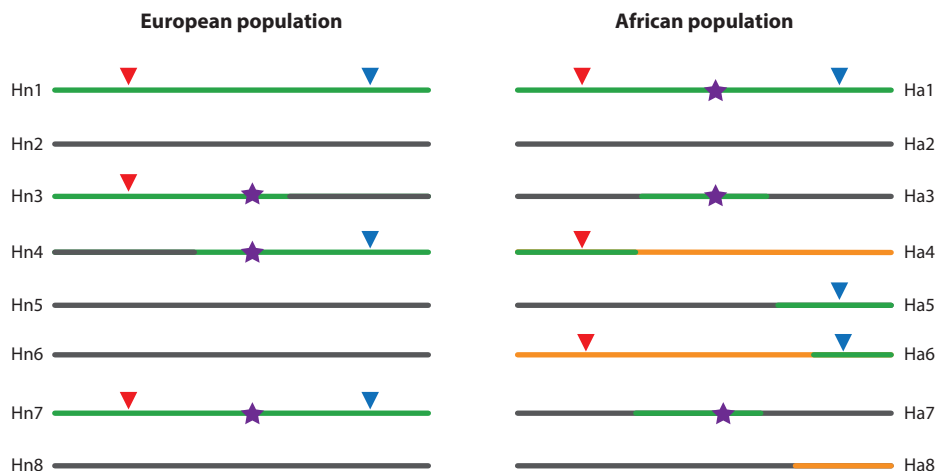 European population
African population
Hn1
Ha1
Hn2
Ha2
Hn3
Ha3
Hn4
Ha4
Hn5
Ha5
Hn6
Ha6
Hn7
Ha7
Hn8
Ha8